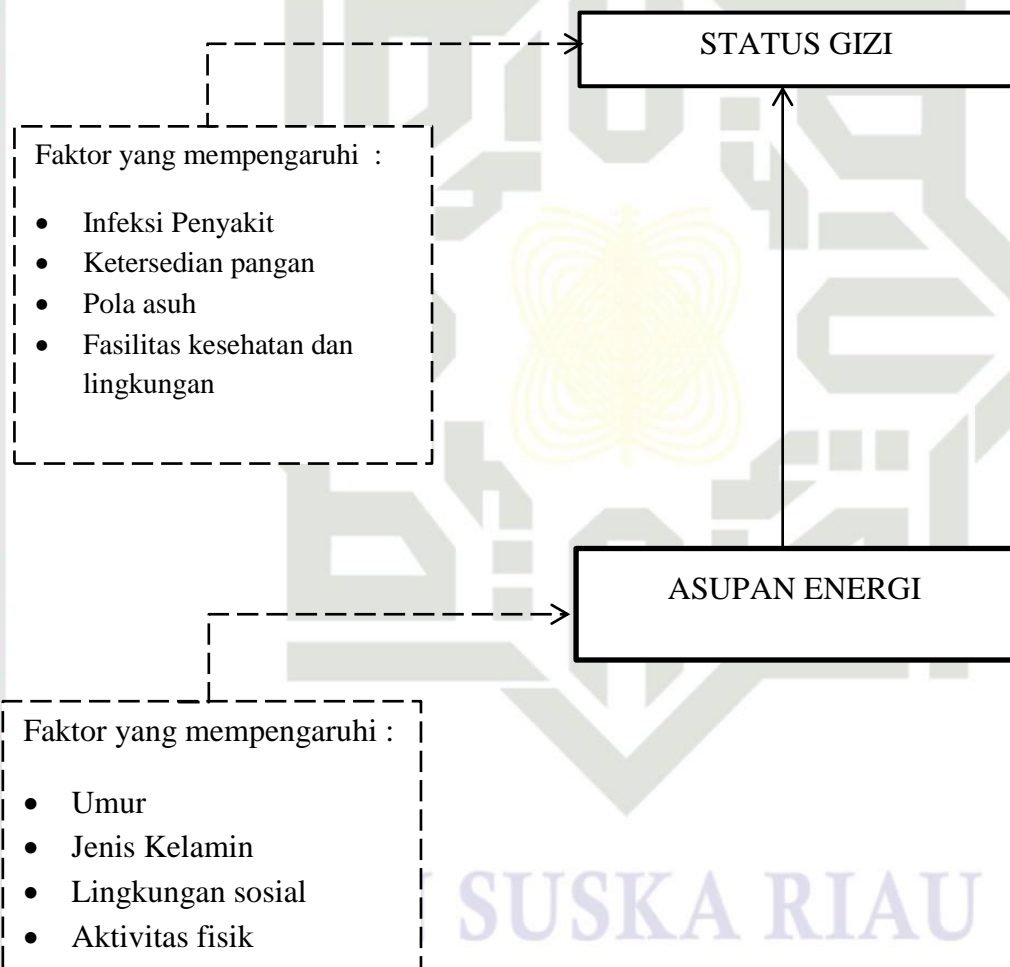 STATUS GIZI
Faktor yang mempengaruhi :
• Infeksi Penyakit
• Ketersedian pangan
• Pola asuh
• Fasilitas kesehatan dan
lingkungan
ASUPAN ENERGI
Faktor yang mempengaruhi :
• Umur
• Jenis Kelamin
• Lingkungan sosial
• Aktivitas fisik
SUSKA RIAU